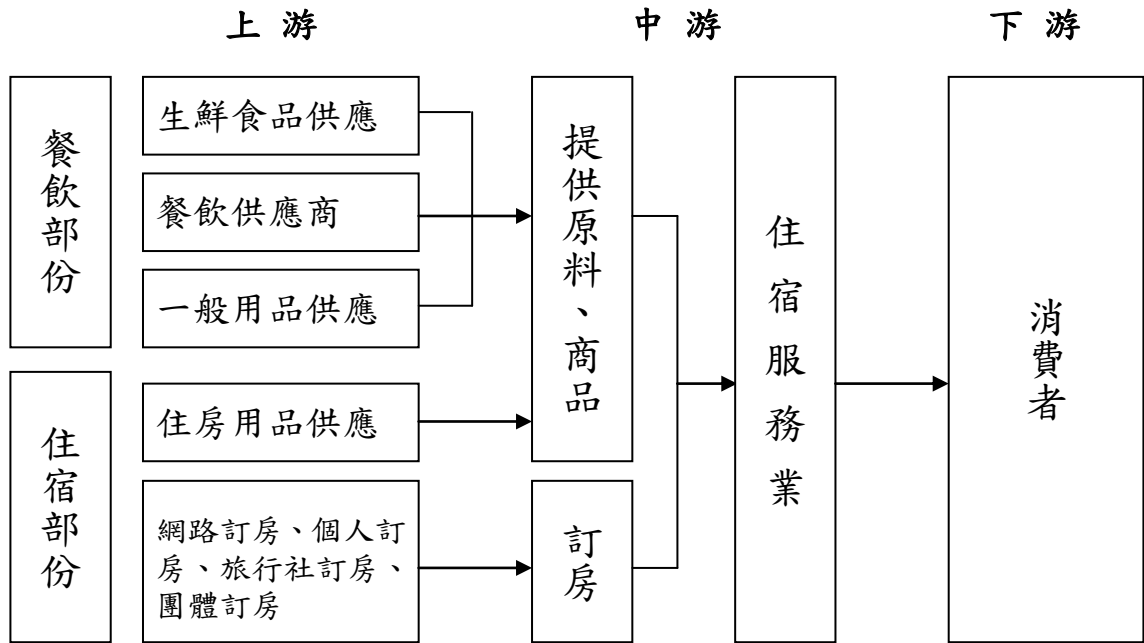 上 游
中 游
下 游
餐飲部份
生鮮食品供應
餐飲供應商
一般用品供應
住宿部份
住房用品供應
網路訂房、個人訂
房、旅行社訂房、
團體訂房
提供原料、商品
訂房
住宿服務業
消費者